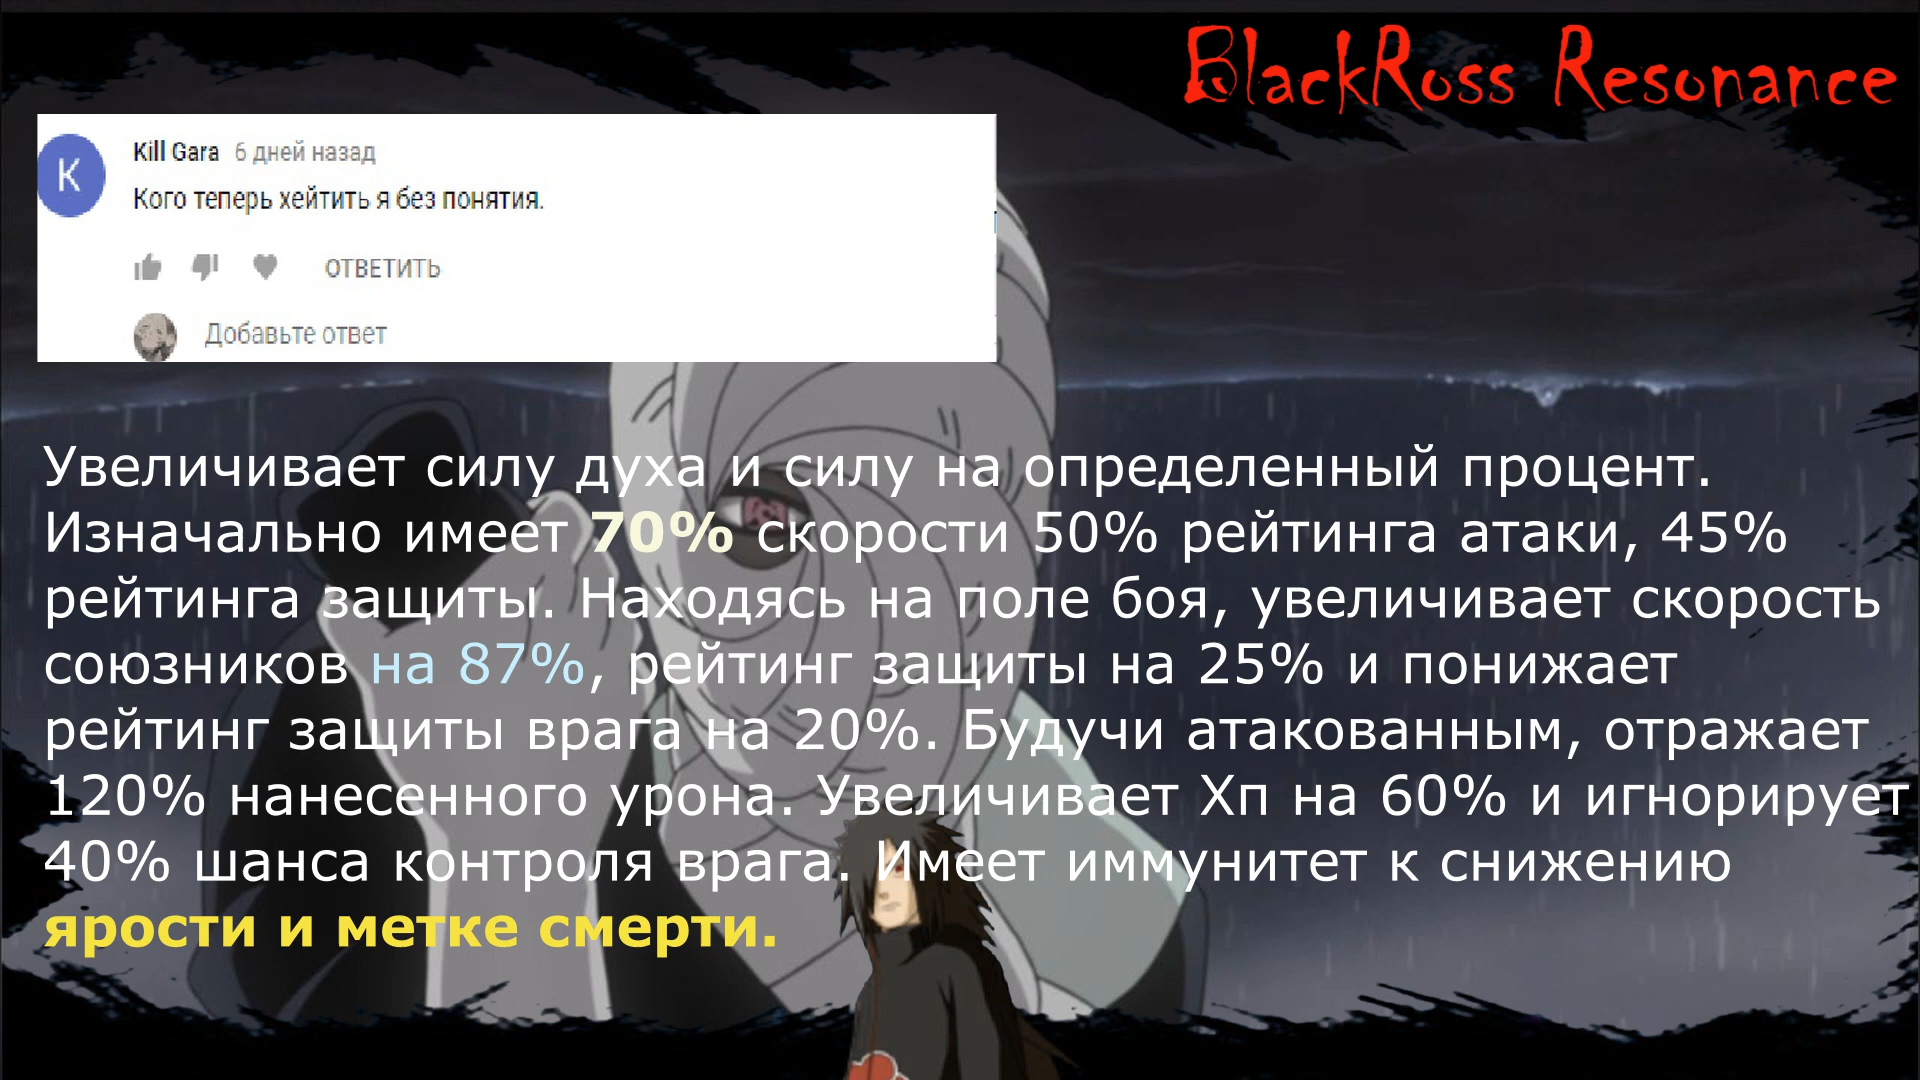 BlackRoss Resonance
K
Kill Gara 6 дней назад
Кого теперь хейтить я без понятия.
ОТВЕТИТЬ
Добавьте ответ
Увеличивает силу духа и силу на определенный процент.
Изначально имеет 70% скорости 50% рейтинга атаки, 45%
рейтинга защиты. Находясь на поле боя, увеличивает скорость
союзников на 87%, рейтинг защиты на 25% и понижает
рейтинг защиты врага на 20%. Будучи атакованным, отражает
120% нанесенного урона. Увеличивает Хп на 60% и игнорирует
40% шанса контроля врага. Имеет иммунитет к снижению
ярости и метке смерти.